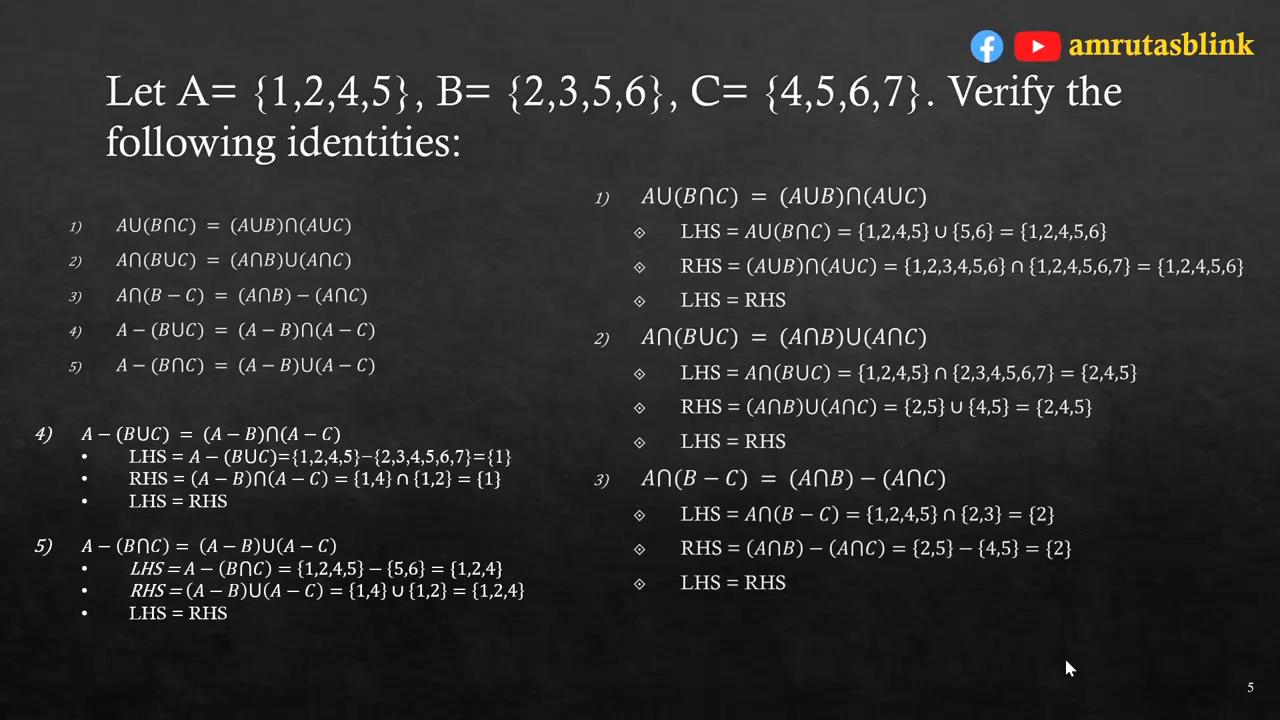 amrutasblink
Let A= {1,2,4,5}, B= {2,3,5,6}, C= {4,5,6,7}. Verify the
following identities:
1) A∪(B∩C) = (A∪B)∩(A∪C)
2) A∩(B∪C) = (A∩B)∪(A∩C)
3) A∩(B − C) = (A∩B) − (A∩C)
4) A − (B∪C) = (A − B)∩(A − C)
5) A − (B∩C) = (A − B)∪(A − C)
4) A − (B∪C) = (A − B)∩(A − C)
• LHS = A − (B∪C)={1,2,4,5}−{2,3,4,5,6,7}={1}
• RHS = (A − B)∩(A − C) = {1,4} ∩ {1,2} = {1}
• LHS = RHS
5) A − (B∩C) = (A − B)∪(A − C)
• LHS = A − (B∩C) = {1,2,4,5} − {5,6} = {1,2,4}
• RHS = (A − B)∪(A − C) = {1,4} ∪ {1,2} = {1,2,4}
• LHS = RHS
1) A∪(B∩C) = (A∪B)∩(A∪C)
LHS = A∪(B∩C) = {1,2,4,5} ∪ {5,6} = {1,2,4,5,6}
RHS = (A∪B)∩(A∪C) = {1,2,3,4,5,6} ∩ {1,2,4,5,6,7} = {1,2,4,5,6}
LHS = RHS
2) A∩(B∪C) = (A∩B)∪(A∩C)
LHS = A∩(B∪C) = {1,2,4,5} ∩ {2,3,4,5,6,7} = {2,4,5}
RHS = (A∩B)∪(A∩C) = {2,5} ∪ {4,5} = {2,4,5}
LHS = RHS
3) A∩(B − C) = (A∩B) − (A∩C)
LHS = A∩(B − C) = {1,2,4,5} ∩ {2,3} = {2}
RHS = (A∩B) − (A∩C) = {2,5} − {4,5} = {2}
LHS = RHS
5